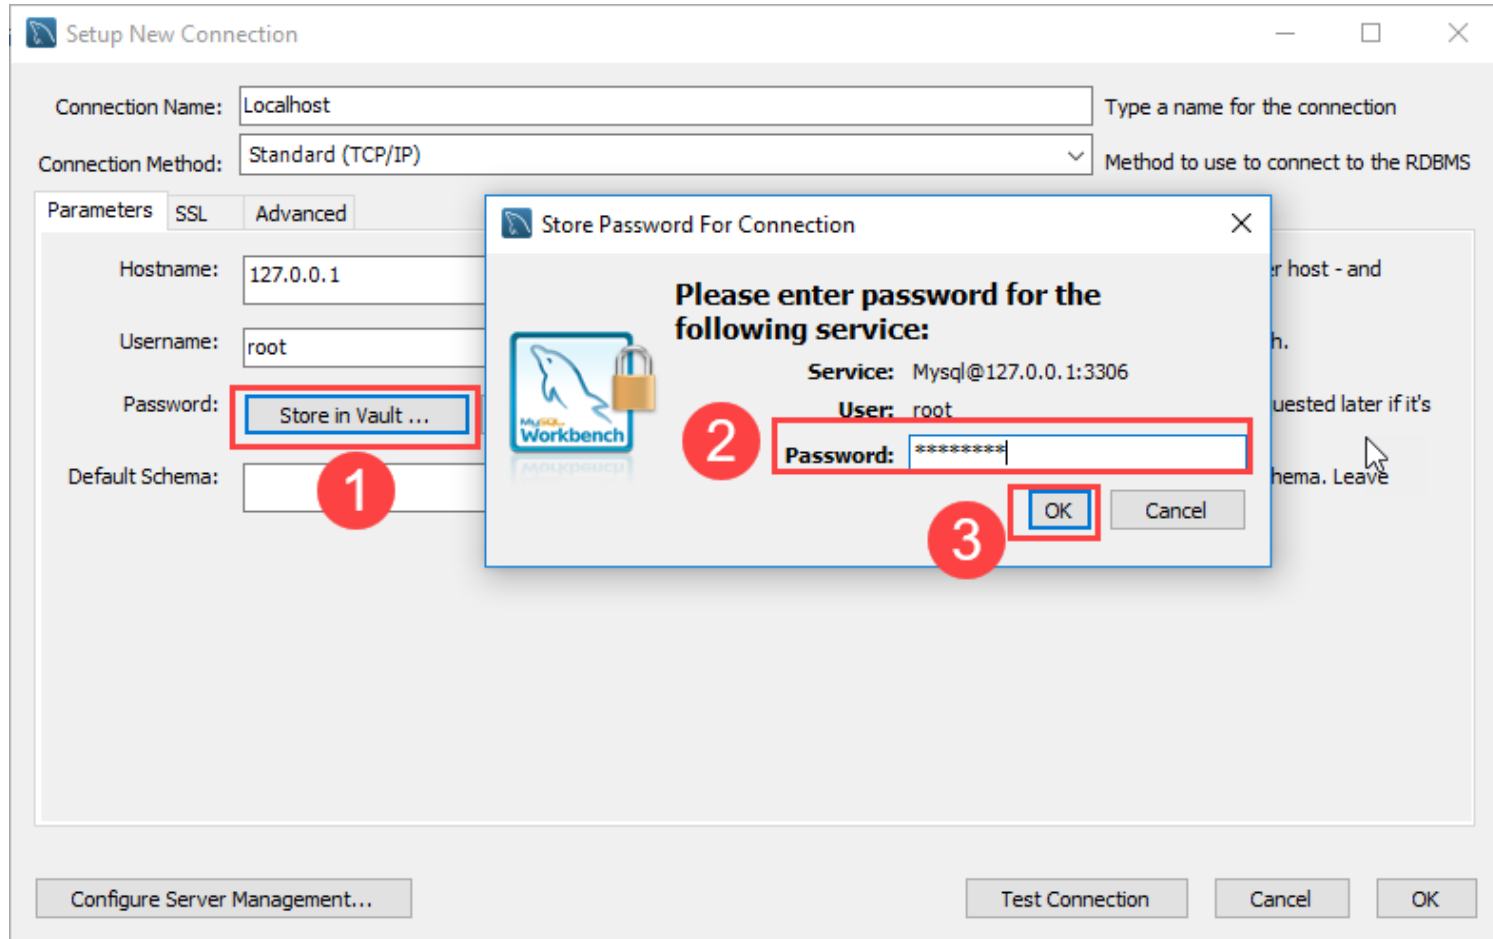 Setup New Connection
Connection Name:
Localhost
Type a name for the connection
Connection Method:
Standard (TCP/IP)
Method to use to connect to the RDBMS
Parameters
SSL
Advanced
Store Password For Connection
Hostname:
127.0.0.1
host - and
Please enter password for the
following service:
Username:
root
h.
Service: Mysql@127.0.0.1:3306
Password:
Store in Vault ...
User: root
uested later if it's
MySQL
Workbench
2
Password: ********
Default Schema:
1
hema. Leave
3
OK
Cancel
Configure Server Management...
Test Connection
Cancel
OK